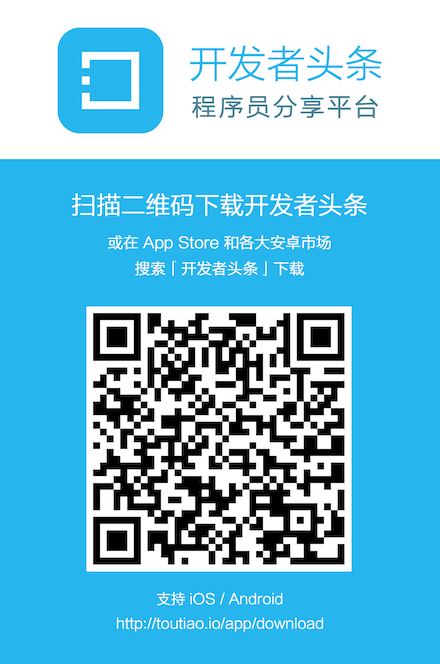 开发者头条
程序员分享平台
扫描二维码下载开发者头条
或在 App Store 和各大安卓市场
搜索「开发者头条」下载
支持 iOS / Android
http://toutiao.io/app/download